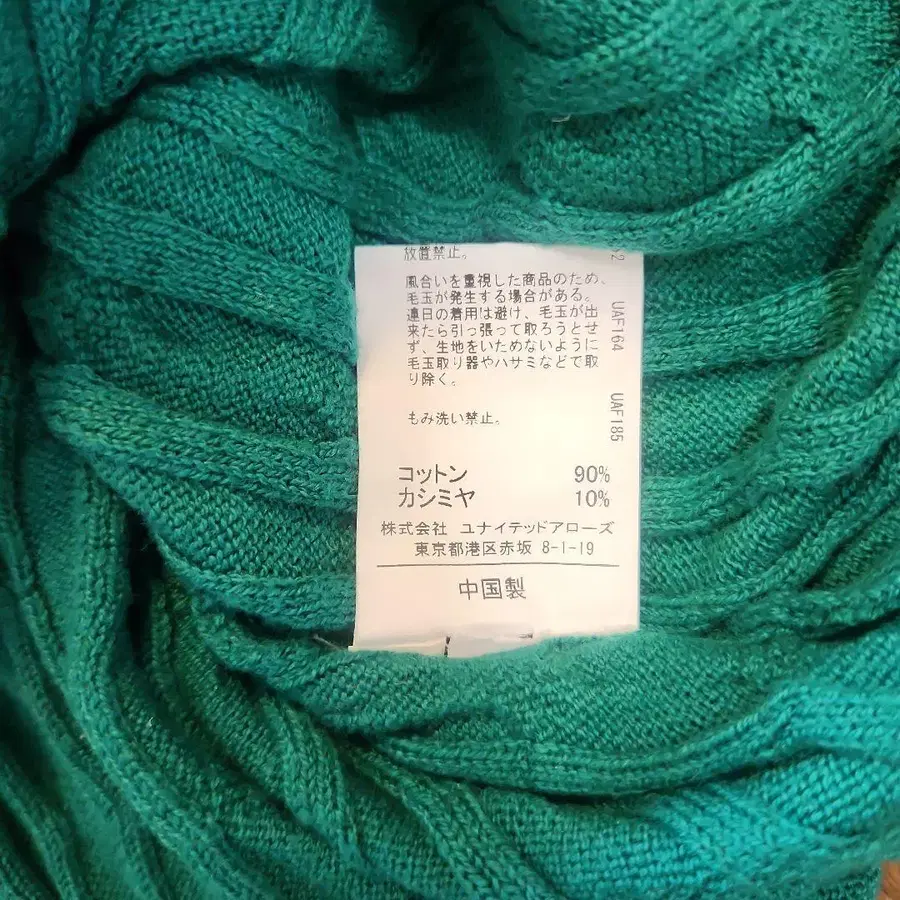 放置禁止。
風合いを重視した商品のため、
毛玉が発生する場合がある。
連日の着用は避け、毛玉が出
来たら引っ張って取ろうとせ
ず、生地をいためないように
毛玉取り器やハサミなどで取
り除く。
もみ洗い禁止。
コットン 90%
カシミヤ 10%
株式会社 ユナイテッドアローズ
東京都港区赤坂 8-1-19
中国製
UAF164
UAF185